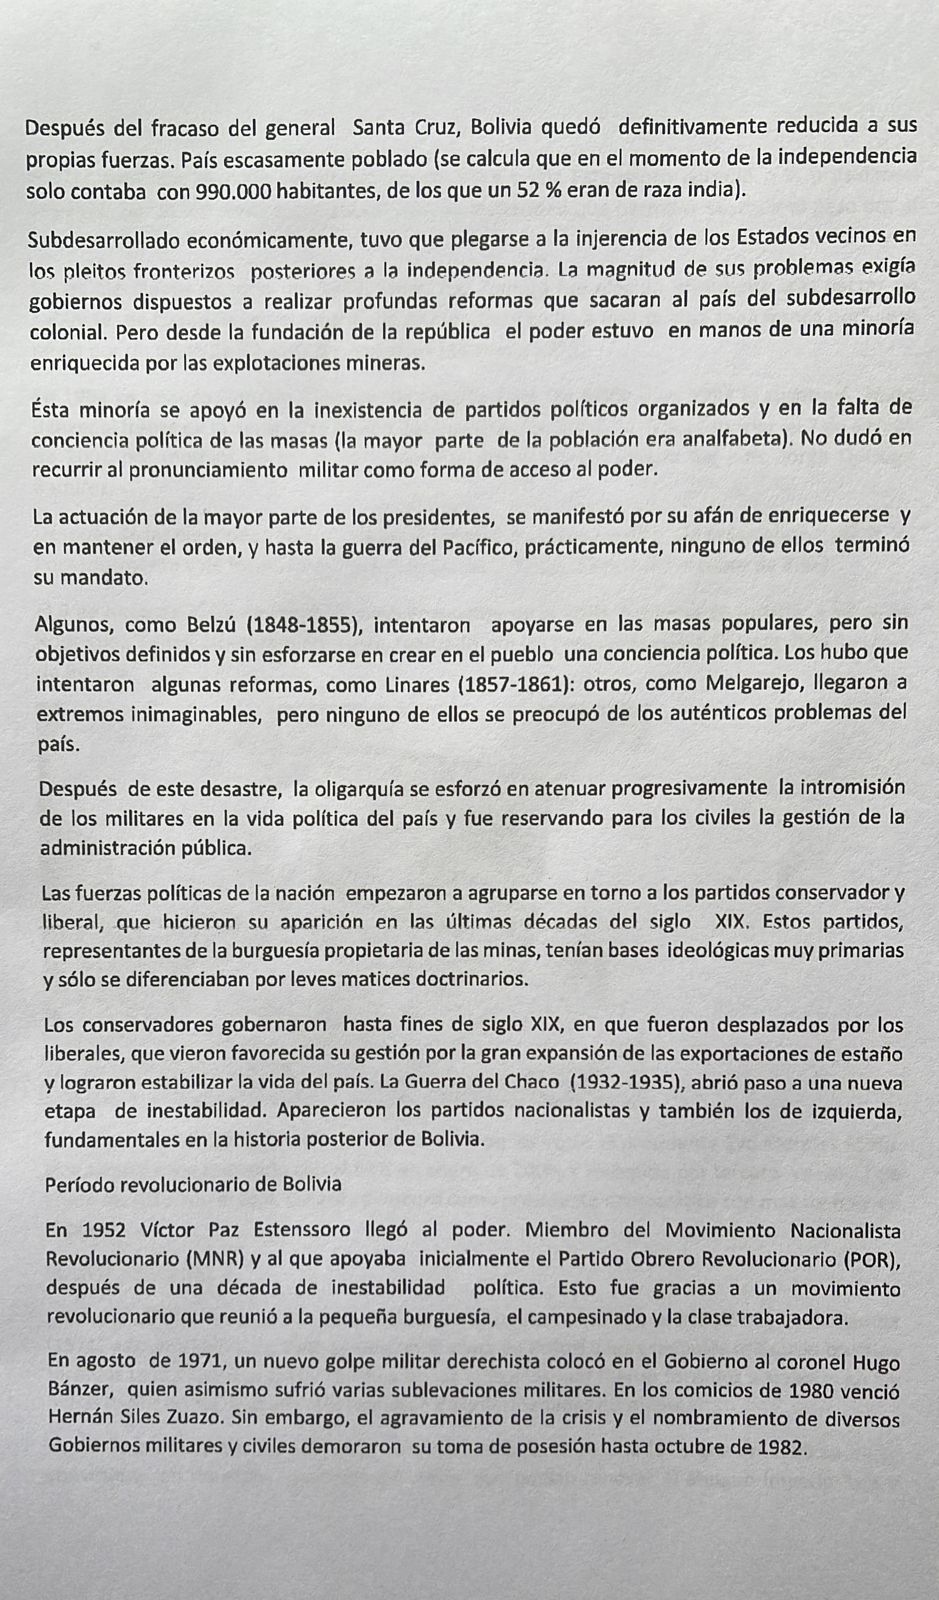 Después del fracaso del general Santa Cruz, Bolivia quedó definitivamente reducida a sus
propias fuerzas. País escasamente poblado (se calcula que en el momento de la independencia
solo contaba con 990.000 habitantes, de los que un 52 % eran de raza india).
Subdesarrollado económicamente, tuvo que plegarse a la injerencia de los Estados vecinos en
los pleitos fronterizos posteriores a la independencia. La magnitud de sus problemas exigía
gobiernos dispuestos a realizar profundas reformas que sacaran al país del subdesarrollo
colonial. Pero desde la fundación de la república el poder estuvo en manos de una minoría
enriquecida por las explotaciones mineras.
Ésta minoría se apoyó en la inexistencia de partidos políticos organizados y en la falta de
conciencia política de las masas (la mayor parte de la población era analfabeta). No dudó en
recurrir al pronunciamiento militar como forma de acceso al poder.
La actuación de la mayor parte de los presidentes, se manifestó por su afán de enriquecerse y
en mantener el orden, y hasta la guerra del Pacífico, prácticamente, ninguno de ellos terminó
su mandato.
Algunos, como Belzú (1848-1855), intentaron apoyarse en las masas populares, pero sin
objetivos definidos y sin esforzarse en crear en el pueblo una conciencia política. Los hubo que
intentaron algunas reformas, como Linares (1857-1861): otros, como Melgarejo, llegaron a
extremos inimaginables, pero ninguno de ellos se preocupó de los auténticos problemas del
país.
Después de este desastre, la oligarquía se esforzó en atenuar progresivamente la intromisión
de los militares en la vida política del país y fue reservando para los civiles la gestión de la
administración pública.
Las fuerzas políticas de la nación empezaron a agruparse en torno a los partidos conservador y
liberal, que hicieron su aparición en las últimas décadas del siglo XIX. Estos partidos,
representantes de la burguesía propietaria de las minas, tenían bases ideológicas muy primarias
y sólo se diferenciaban por leves matices doctrinarios.
Los conservadores gobernaron hasta fines de siglo XIX, en que fueron desplazados por los
liberales, que vieron favorecida su gestión por la gran expansión de las exportaciones de estaño
y lograron estabilizar la vida del país. La Guerra del Chaco (1932-1935), abrió paso a una nueva
etapa de inestabilidad. Aparecieron los partidos nacionalistas y también los de izquierda,
fundamentales en la historia posterior de Bolivia.
Período revolucionario de Bolivia
En 1952 Víctor Paz Estenssoro llegó al poder. Miembro del Movimiento Nacionalista
Revolucionario (MNR) y al que apoyaba inicialmente el Partido Obrero Revolucionario (POR),
después de una década de inestabilidad política. Esto fue gracias a un movimiento
revolucionario que reunió a la pequeña burguesía, el campesinado y la clase trabajadora.
En agosto de 1971, un nuevo golpe militar derechista colocó en el Gobierno al coronel Hugo
Bánzer, quien asimismo sufrió varias sublevaciones militares. En los comicios de 1980 venció
Hernán Siles Zuazo. Sin embargo, el agravamiento de la crisis y el nombramiento de diversos
Gobiernos militares y civiles demoraron su toma de posesión hasta octubre de 1982.